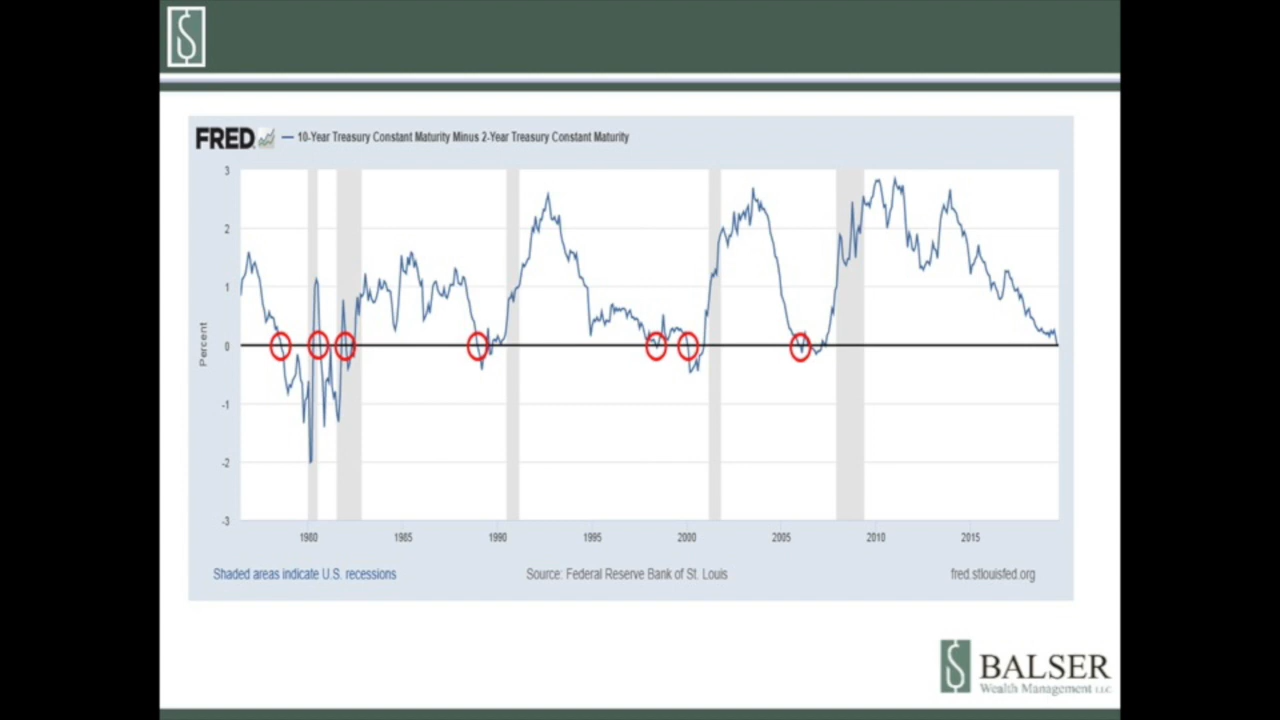 FRED
10-Year Treasury Constant Maturity Minus 2-Year Treasury Constant Maturity
3
2
1
0
-1
-2
-3
Percent
1980 1985 1990 1995 2000 2005 2010 2015
Shaded areas indicate U.S. recessions Source: Federal Reserve Bank of St. Louis fred.stlouisfed.org
BALSER
Wealth Management LLC